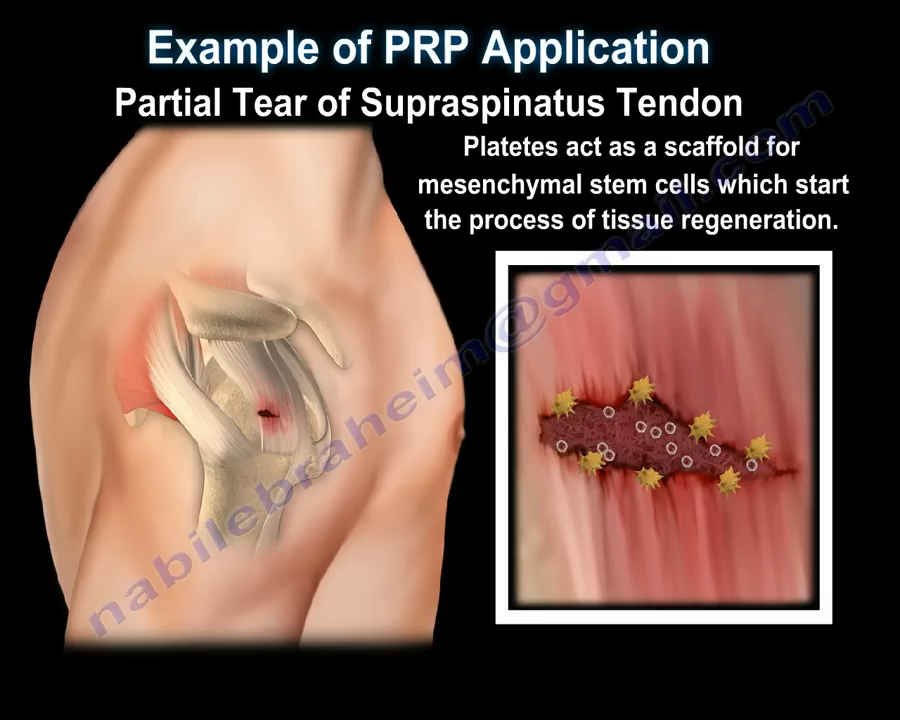 Example of PRP Application
Partial Tear of Supraspinatus Tendon
Platetes act as a scaffold for
mesenchymal stem cells which start
the process of tissue regeneration.
nabilebraheim@gmail.com